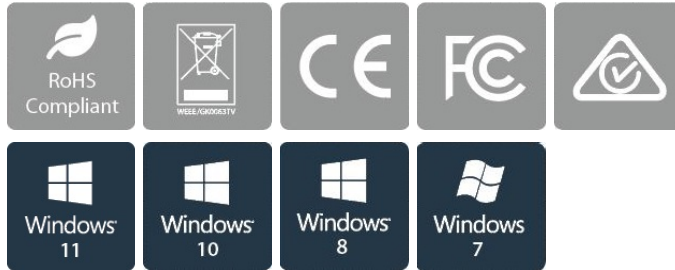 RoHS
Compliant
WEEE/GK0063TV
CE
FC
Windows
11
Windows
10
Windows
8
Windows
7